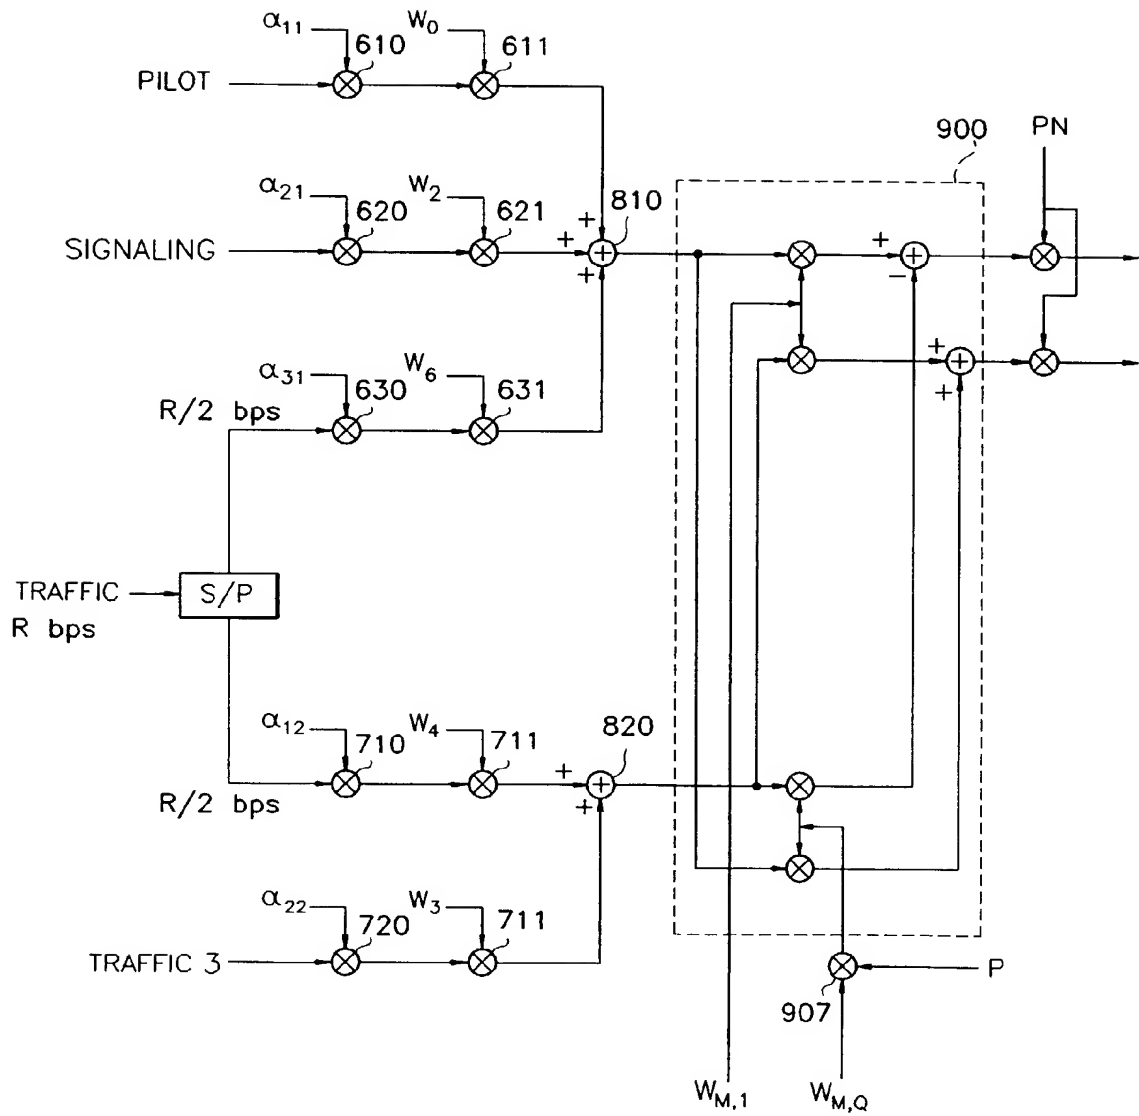 α11 W0
610 611
PILOT
900 PN
α21 W2
620 621 810
SIGNALING
+ + + + −
+ +
α31 W6
R/2 bps 630 631
TRAFFIC S/P
R bps
α12 W4
710 711 820
+ +
R/2 bps
α22 W3
720 711
TRAFFIC 3
P
907
WM,1 WM,Q